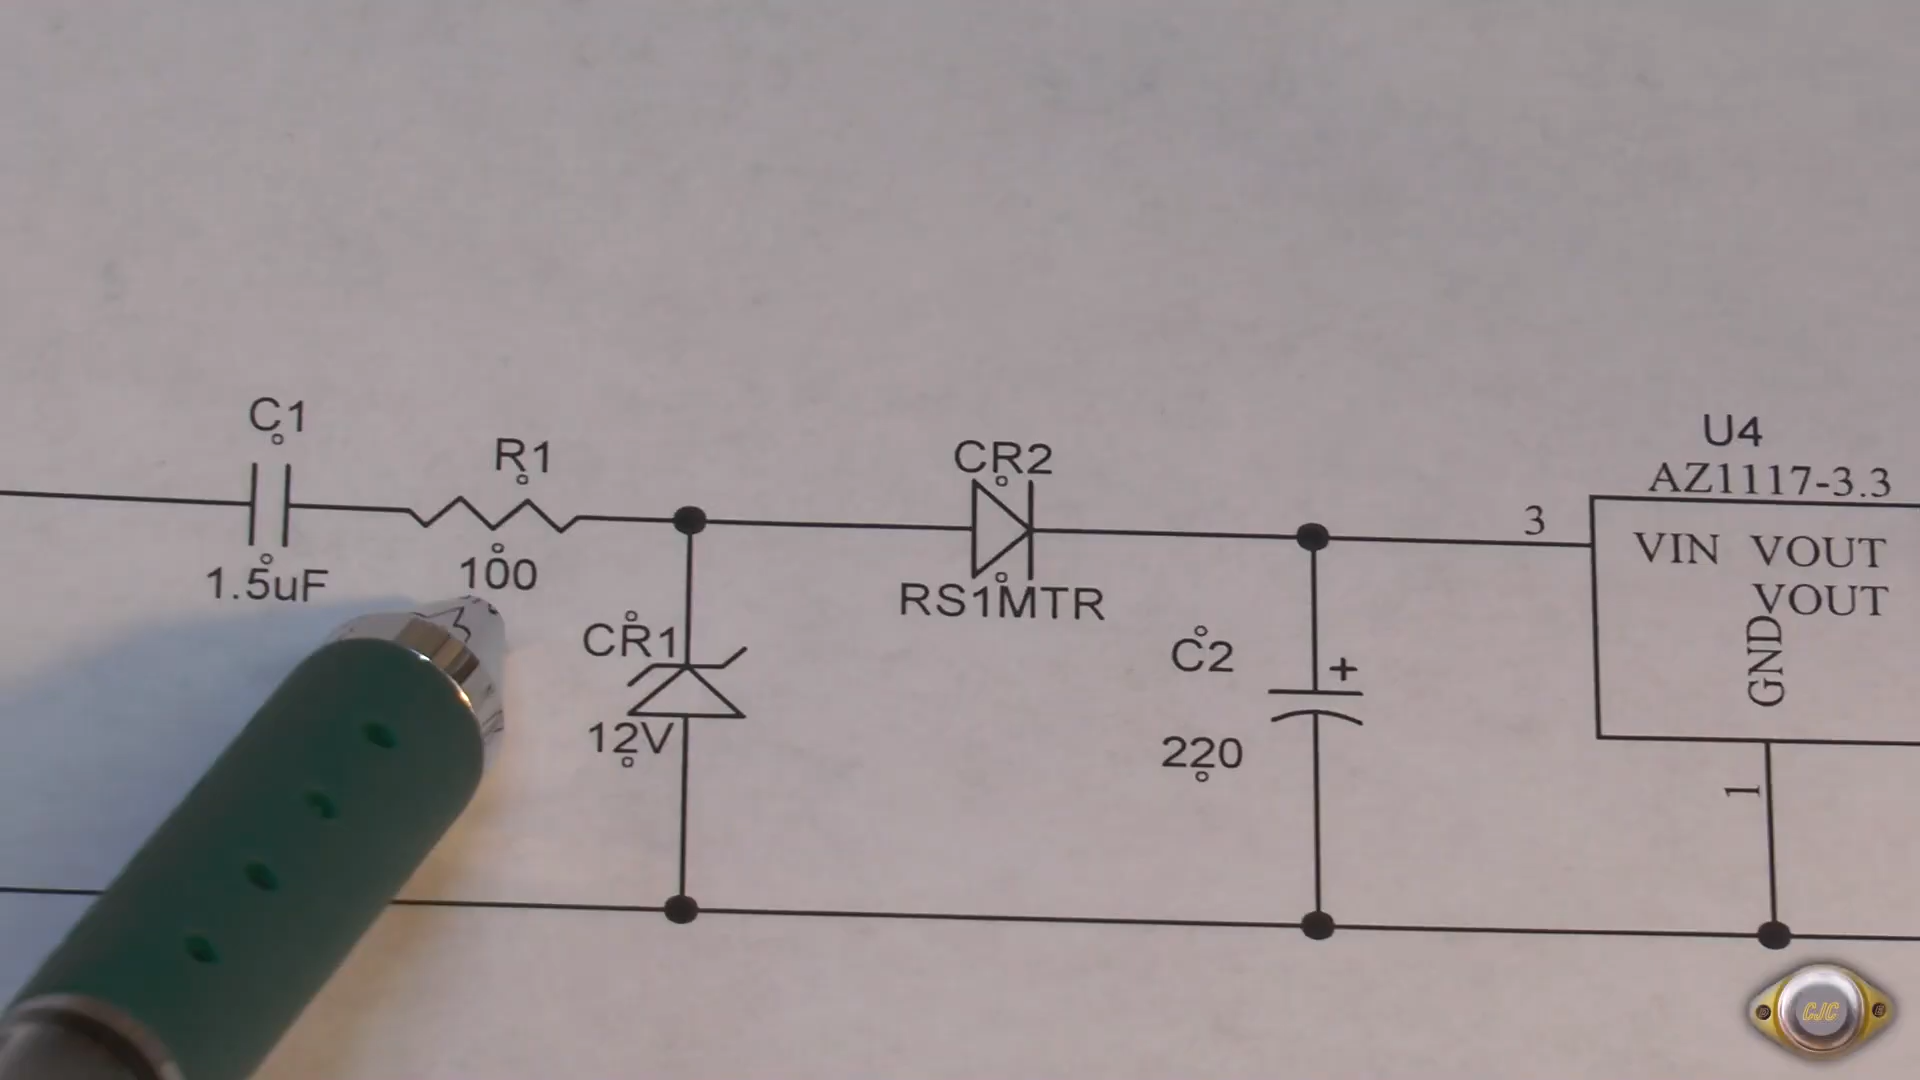 C1
1.5uF
R1
100
CR1
12V
CR2
RS1MTR
C2
+
220
U4
AZ1117-3.3
3
VIN VOUT
VOUT
GND
1
CJC